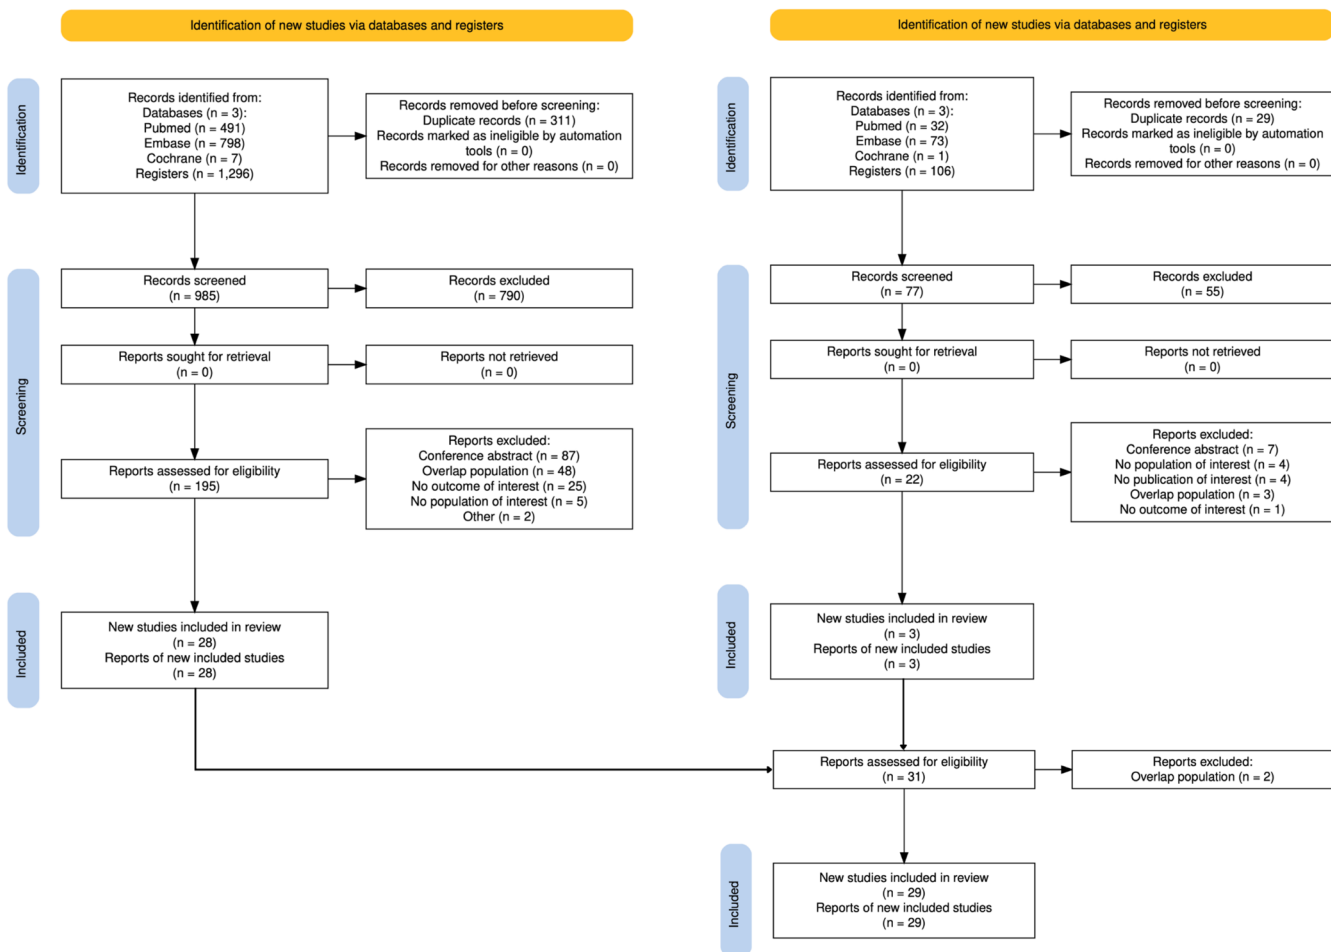 Identification of new studies via databases and registers
Identification
Records identified from:
Databases (n = 3):
Pubmed (n = 491)
Embase (n = 798)
Cochrane (n = 7)
Registers (n = 1,296)
Records removed before screening:
Duplicate records (n = 311)
Records marked as ineligible by automation
tools (n = 0)
Records removed for other reasons (n = 0)
Screening
Records screened
(n = 985)
Records excluded
(n = 790)
Reports sought for retrieval
(n = 0)
Reports not retrieved
(n = 0)
Reports assessed for eligibility
(n = 195)
Reports excluded:
Conference abstract (n = 87)
Overlap population (n = 48)
No outcome of interest (n = 25)
No population of interest (n = 5)
Other (n = 2)
Included
New studies included in review
(n = 28)
Reports of new included studies
(n = 28)
Identification of new studies via databases and registers
Identification
Records identified from:
Databases (n = 3):
Pubmed (n = 32)
Embase (n = 73)
Cochrane (n = 1)
Registers (n = 106)
Records removed before screening:
Duplicate records (n = 29)
Records marked as ineligible by automation
tools (n = 0)
Records removed for other reasons (n = 0)
Screening
Records screened
(n = 77)
Records excluded
(n = 55)
Reports sought for retrieval
(n = 0)
Reports not retrieved
(n = 0)
Reports assessed for eligibility
(n = 22)
Reports excluded:
Conference abstract (n = 7)
No population of interest (n = 4)
No publication of interest (n = 4)
Overlap population (n = 3)
No outcome of interest (n = 1)
Included
New studies included in review
(n = 3)
Reports of new included studies
(n = 3)
Reports assessed for eligibility
(n = 31)
Reports excluded:
Overlap population (n = 2)
Included
New studies included in review
(n = 29)
Reports of new included studies
(n = 29)